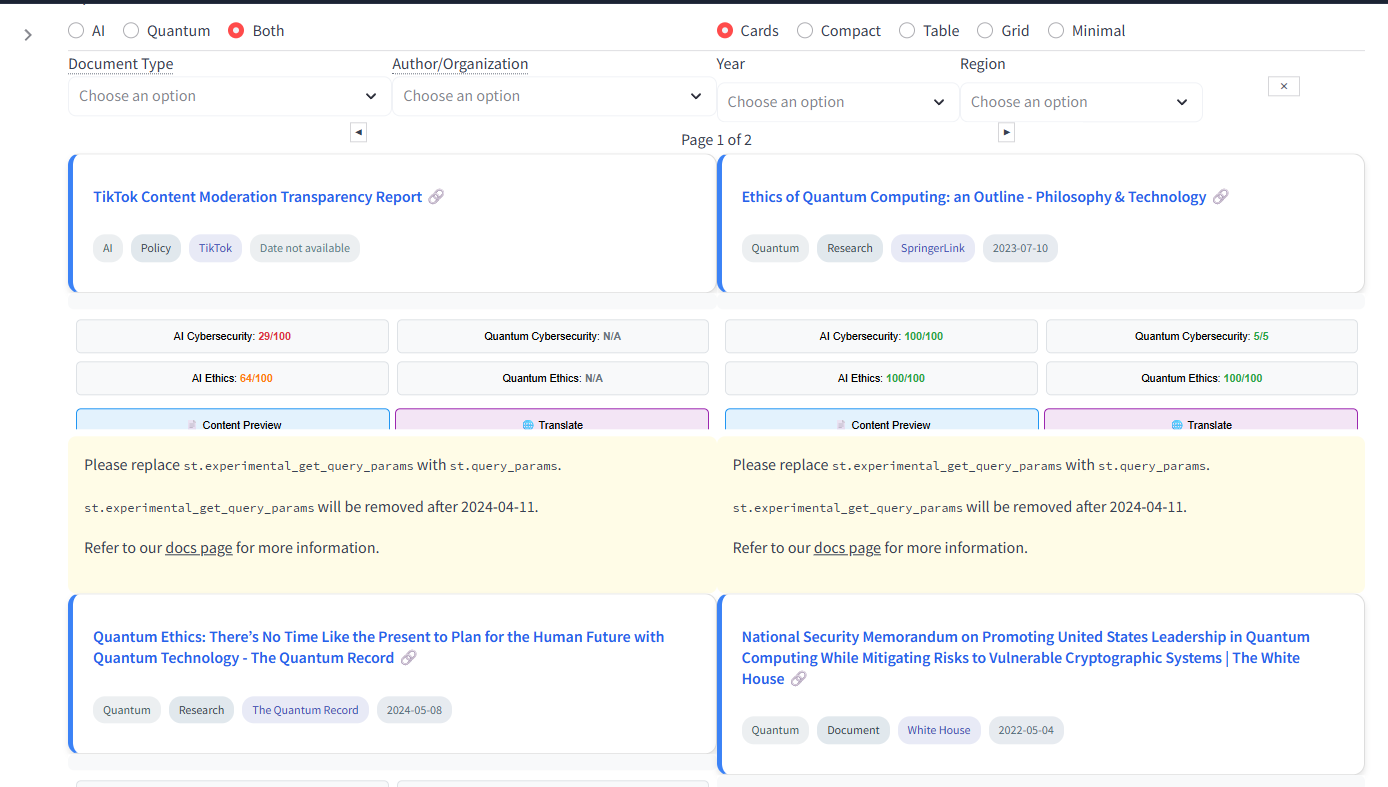 AI Quantum Both Cards Compact Table Grid Minimal
Document Type Author/Organization Year Region
Choose an option Choose an option Choose an option Choose an option ×
◀ Page 1 of 2 ▶
TikTok Content Moderation Transparency Report 🔗
AI Policy TikTok Date not available
Ethics of Quantum Computing: an Outline - Philosophy & Technology 🔗
Quantum Research SpringerLink 2023-07-10
AI Cybersecurity: 29/100 Quantum Cybersecurity: N/A
AI Ethics: 64/100 Quantum Ethics: N/A
Content Preview 🌐 Translate
AI Cybersecurity: 100/100 Quantum Cybersecurity: 5/5
AI Ethics: 100/100 Quantum Ethics: 100/100
Content Preview 🌐 Translate
Please replace st.experimental_get_query_params with st.query_params.
st.experimental_get_query_params will be removed after 2024-04-11.
Refer to our docs page for more information.
Please replace st.experimental_get_query_params with st.query_params.
st.experimental_get_query_params will be removed after 2024-04-11.
Refer to our docs page for more information.
Quantum Ethics: There’s No Time Like the Present to Plan for the Human Future with
Quantum Technology - The Quantum Record 🔗
Quantum Research The Quantum Record 2024-05-08
National Security Memorandum on Promoting United States Leadership in Quantum
Computing While Mitigating Risks to Vulnerable Cryptographic Systems | The White
House 🔗
Quantum Document White House 2022-05-04